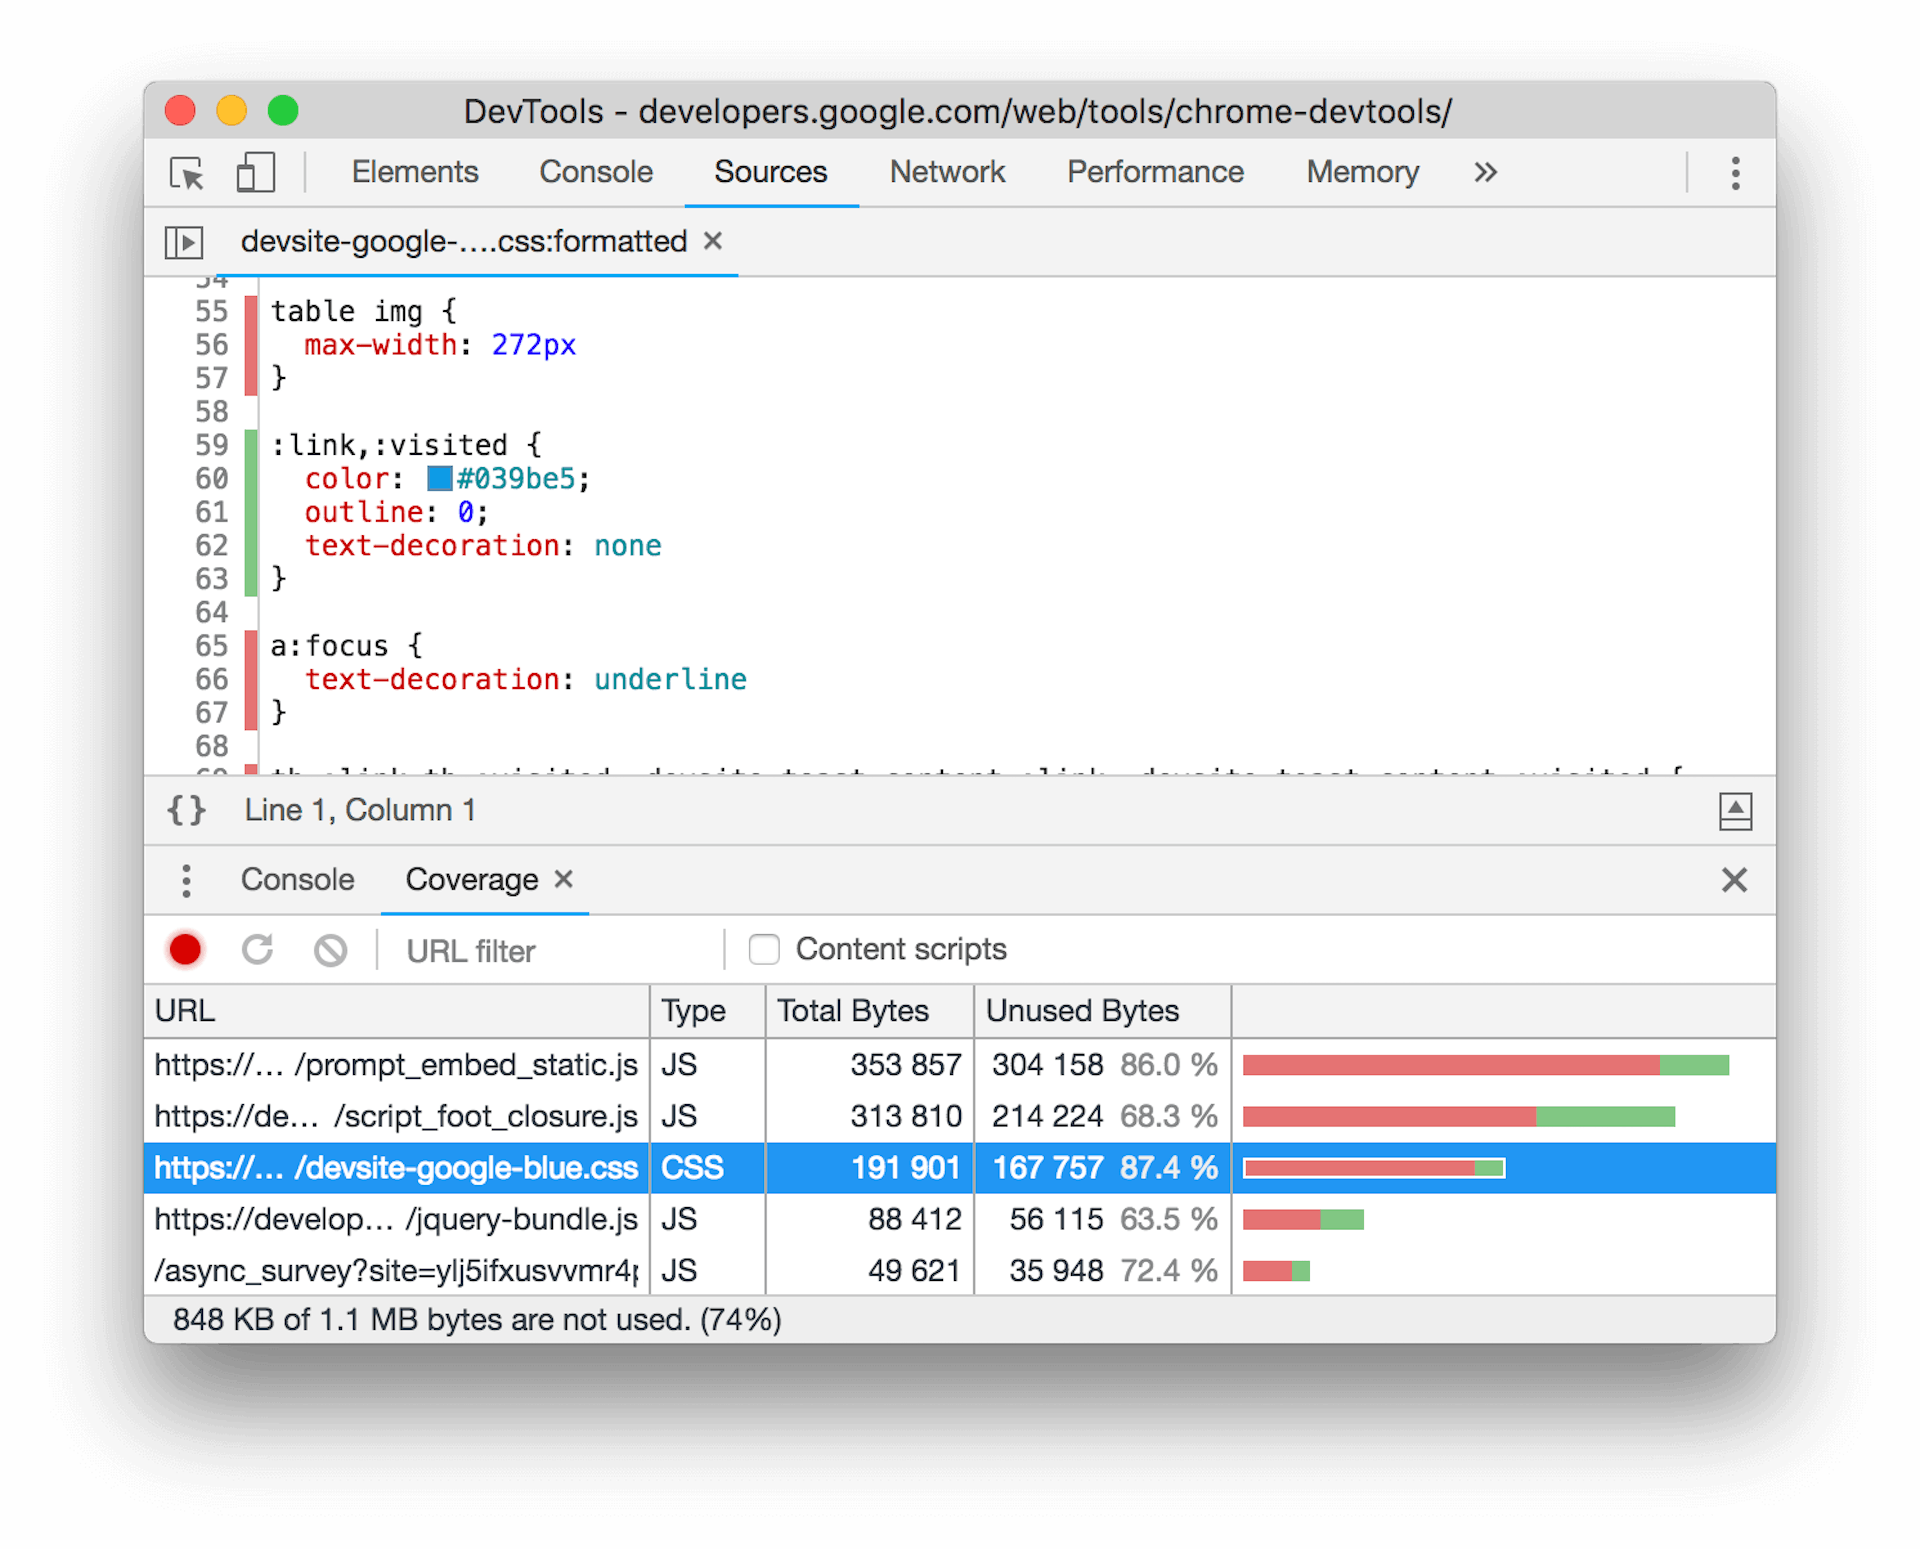 DevTools - developers.google.com/web/tools/chrome-devtools/
Elements Console Sources Network Performance Memory »
devsite-google-....css:formatted ×
54
55 table img {
56 max-width: 272px
57 }
58
59 :link,:visited {
60 color: #039be5;
61 outline: 0;
62 text-decoration: none
63 }
64
65 a:focus {
66 text-decoration: underline
67 }
68
{} Line 1, Column 1
Console Coverage ×
URL filter Content scripts
URL Type Total Bytes Unused Bytes
https://… /prompt_embed_static.js JS 353 857 304 158 86.0 %
https://de… /script_foot_closure.js JS 313 810 214 224 68.3 %
https://… /devsite-google-blue.css CSS 191 901 167 757 87.4 %
https://develop… /jquery-bundle.js JS 88 412 56 115 63.5 %
/async_survey?site=ylj5ifxusvvmr4p JS 49 621 35 948 72.4 %
848 KB of 1.1 MB bytes are not used. (74%)